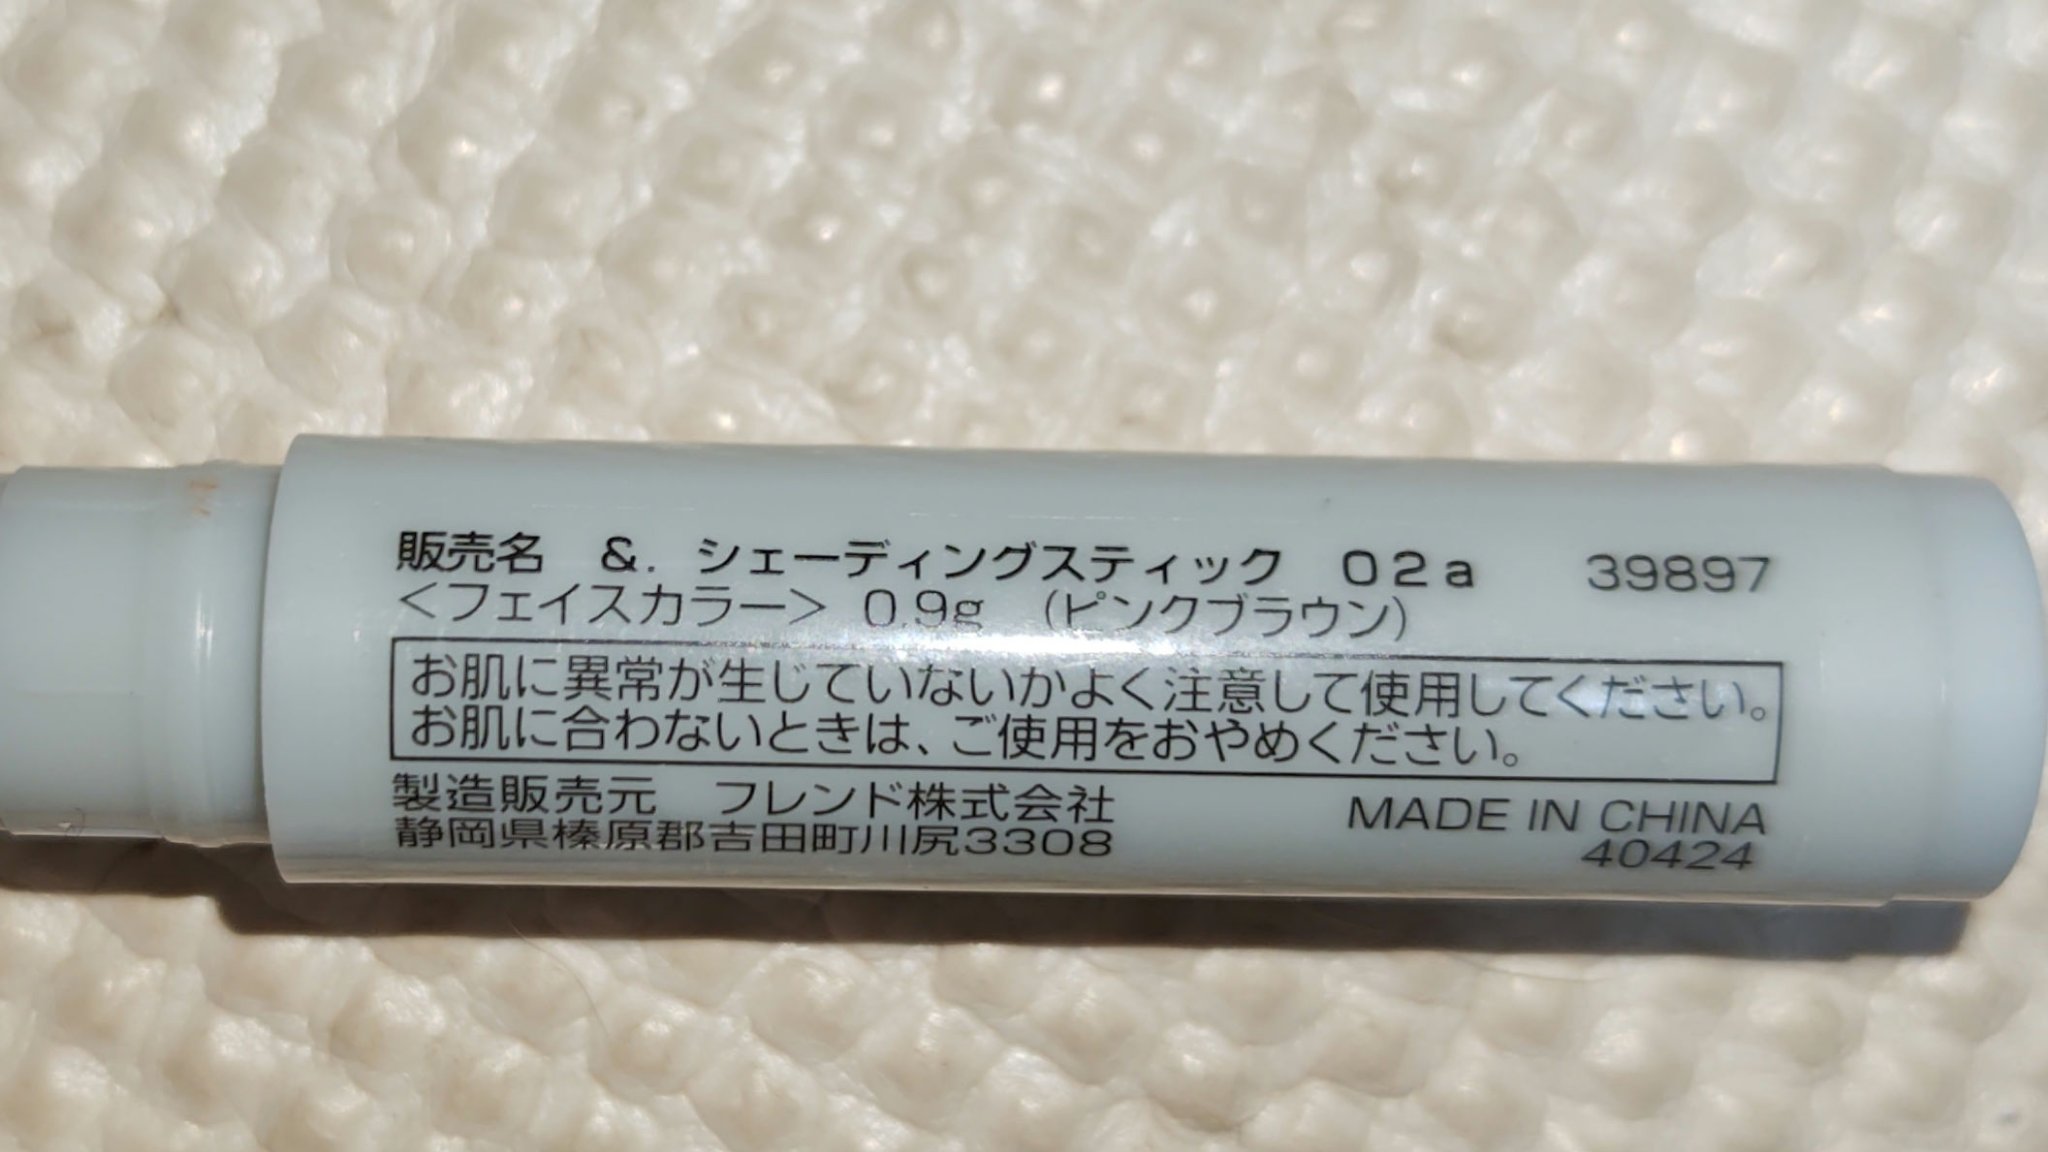 販売名　&. シェーディングスティック　02a　39897
＜フェイスカラー＞ 0.9g　(ピンクブラウン)
お肌に異常が生じていないかよく注意して使用してください。
お肌に合わないときは、ご使用をおやめください。
製造販売元　フレンド株式会社
静岡県榛原郡吉田町川尻3308
MADE IN CHINA
40424